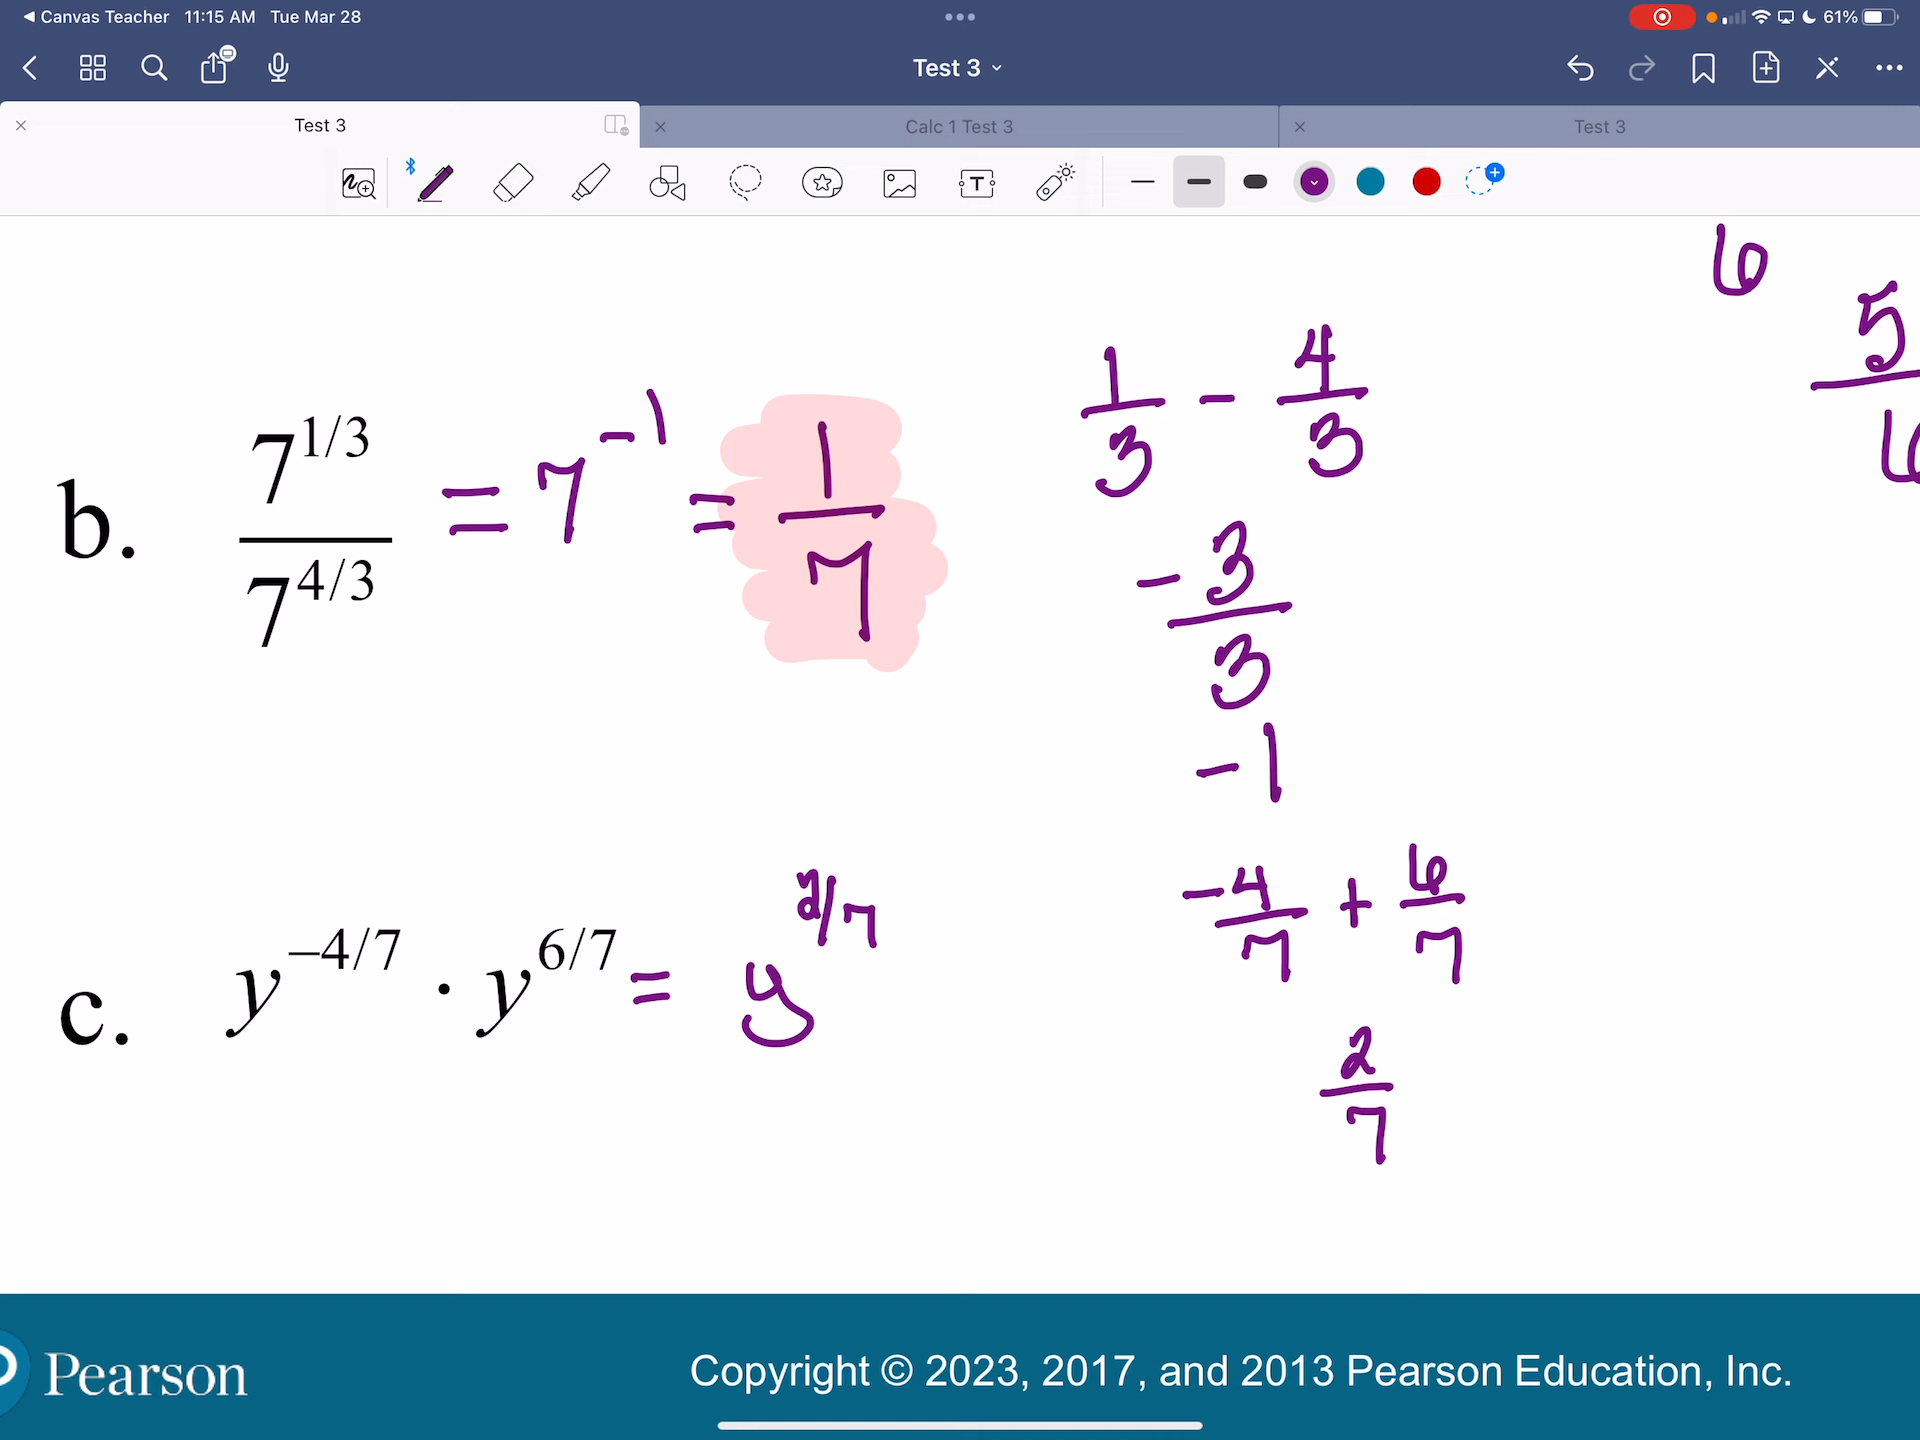 ◀ Canvas Teacher 11:15 AM Tue Mar 28
61%
Test 3
Test 3
Calc 1 Test 3
Test 3
T
6
5/6
b. 7^{1/3} / 7^{4/3} = 7^{-1} = 1/7
1/3 - 4/3
-3/3
-1
c. y^{–4/7} · y^{6/7} = y^{2/7}
-4/7 + 6/7
2/7
Pearson
Copyright © 2023, 2017, and 2013 Pearson Education, Inc.